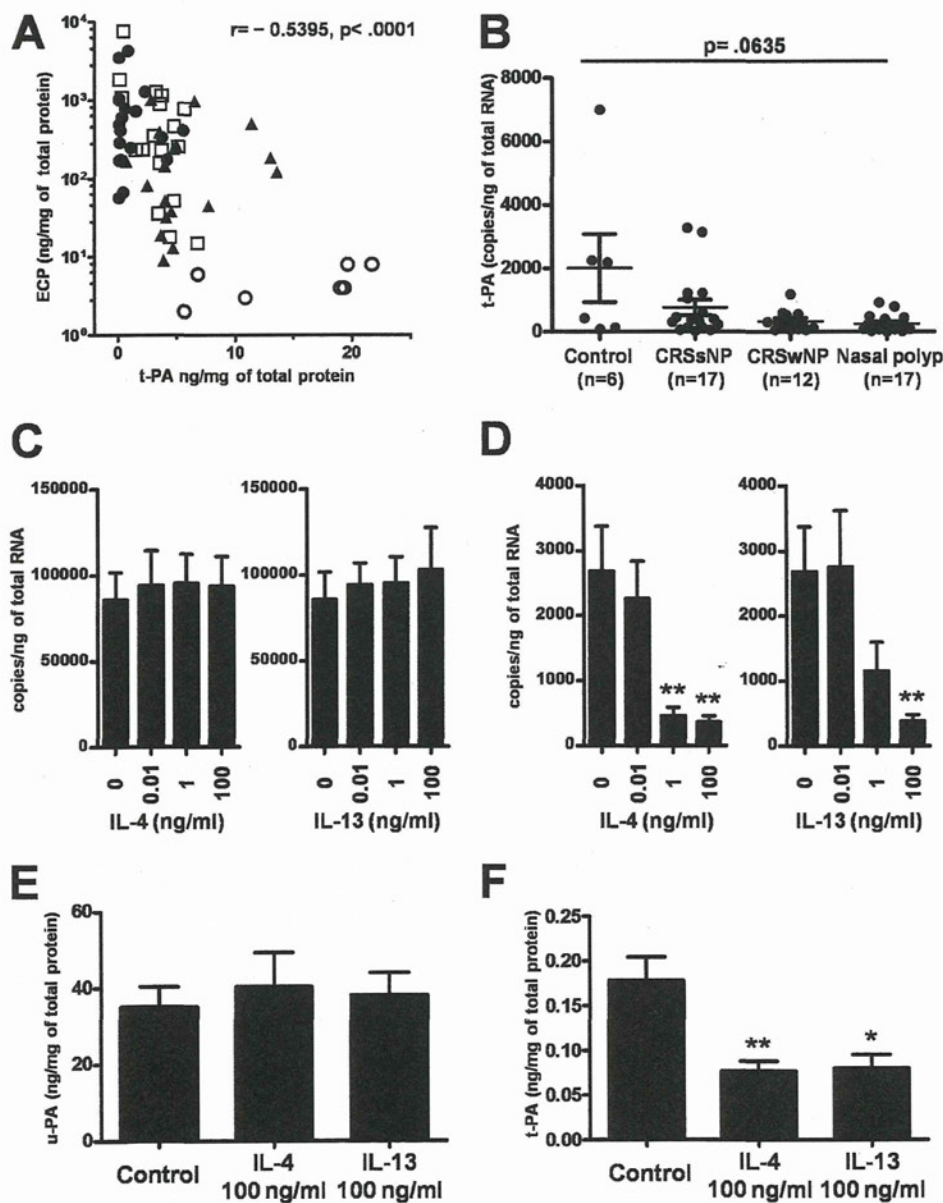 A
r= − 0.5395, p< .0001
ECP (ng/mg of total protein)
10⁴
10³
10²
10¹
10⁰
0 10 20
t-PA ng/mg of total protein
B
p= .0635
t-PA (copies/ng of total RNA)
8000
6000
4000
2000
0
Control CRSsNP CRSwNP Nasal polyp
(n=6) (n=17) (n=12) (n=17)
C
copies/ng of total RNA
150000
100000
50000
0
0 0.01 1 100
IL-4 (ng/ml)
150000
100000
50000
0
0 0.01 1 100
IL-13 (ng/ml)
D
copies/ng of total RNA
4000
3000
2000
1000
0
** **
0 0.01 1 100
IL-4 (ng/ml)
4000
3000
2000
1000
0
**
0 0.01 1 100
IL-13 (ng/ml)
E
u-PA (ng/mg of total protein)
60
40
20
0
Control IL-4 IL-13
100 ng/ml 100 ng/ml
F
t-PA (ng/mg of total protein)
0.25
0.20
0.15
0.10
0.05
0.00
** *
Control IL-4 IL-13
100 ng/ml 100 ng/ml